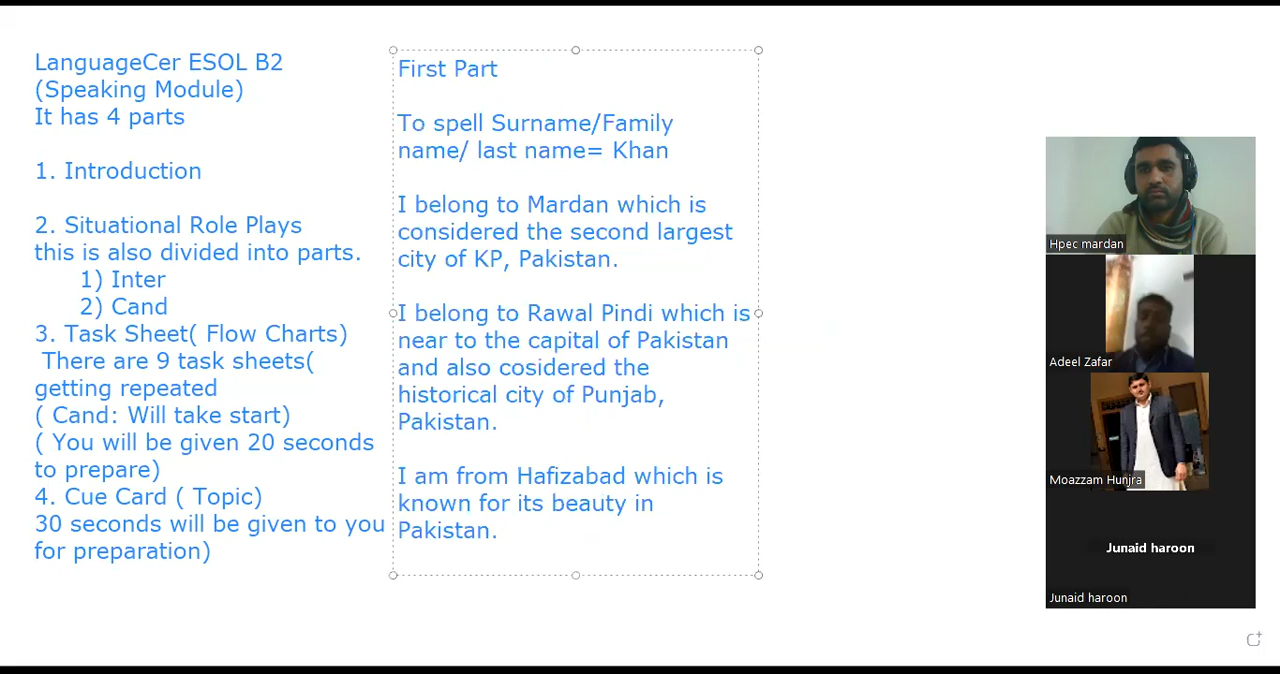 LanguageCer ESOL B2
(Speaking Module)
It has 4 parts
1. Introduction
2. Situational Role Plays
this is also divided into parts.
1) Inter
2) Cand
3. Task Sheet( Flow Charts)
There are 9 task sheets(
getting repeated
( Cand: Will take start)
( You will be given 20 seconds
to prepare)
4. Cue Card ( Topic)
30 seconds will be given to you
for preparation)
First Part
To spell Surname/Family
name/ last name= Khan
I belong to Mardan which is
considered the second largest
city of KP, Pakistan.
I belong to Rawal Pindi which is
near to the capital of Pakistan
and also cosidered the
historical city of Punjab,
Pakistan.
I am from Hafizabad which is
known for its beauty in
Pakistan.
Hpec mardan
Adeel Zafar
Moazzam Hunjra
Junaid haroon
Junaid haroon